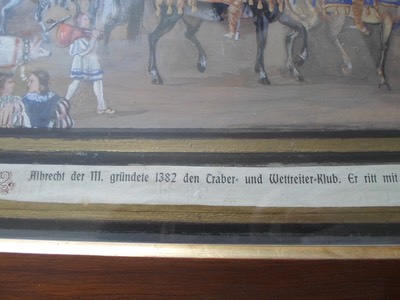 Albrecht der III. gründete 1382 den Traber- und Wettreiter-Klub. Er ritt mit